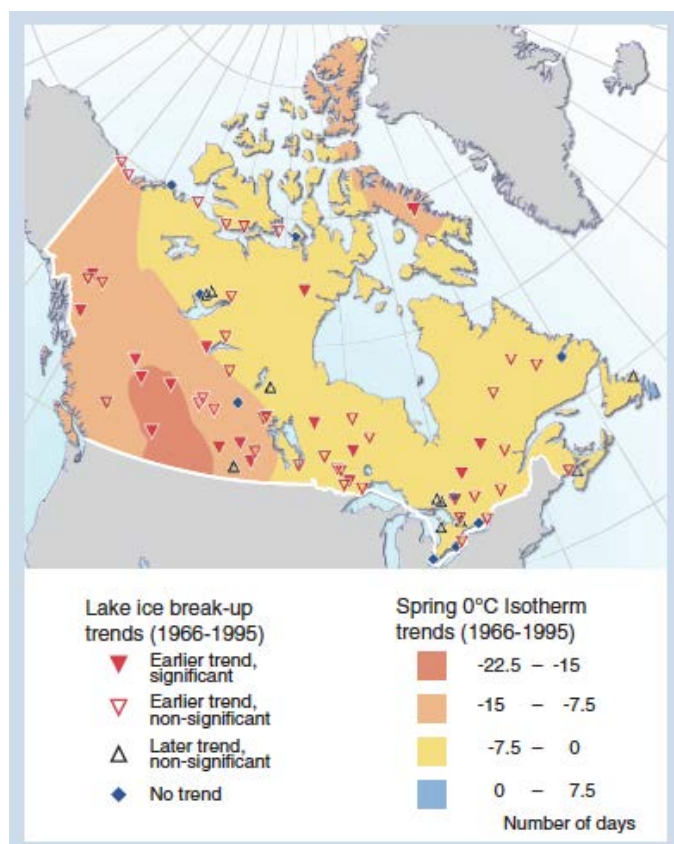 Lake ice break-up
trends (1966-1995)
Earlier trend,
significant
Earlier trend,
non-significant
Later trend,
non-significant
No trend
Spring 0°C Isotherm
trends (1966-1995)
-22.5 – -15
-15 – -7.5
-7.5 – 0
0 – 7.5
Number of days